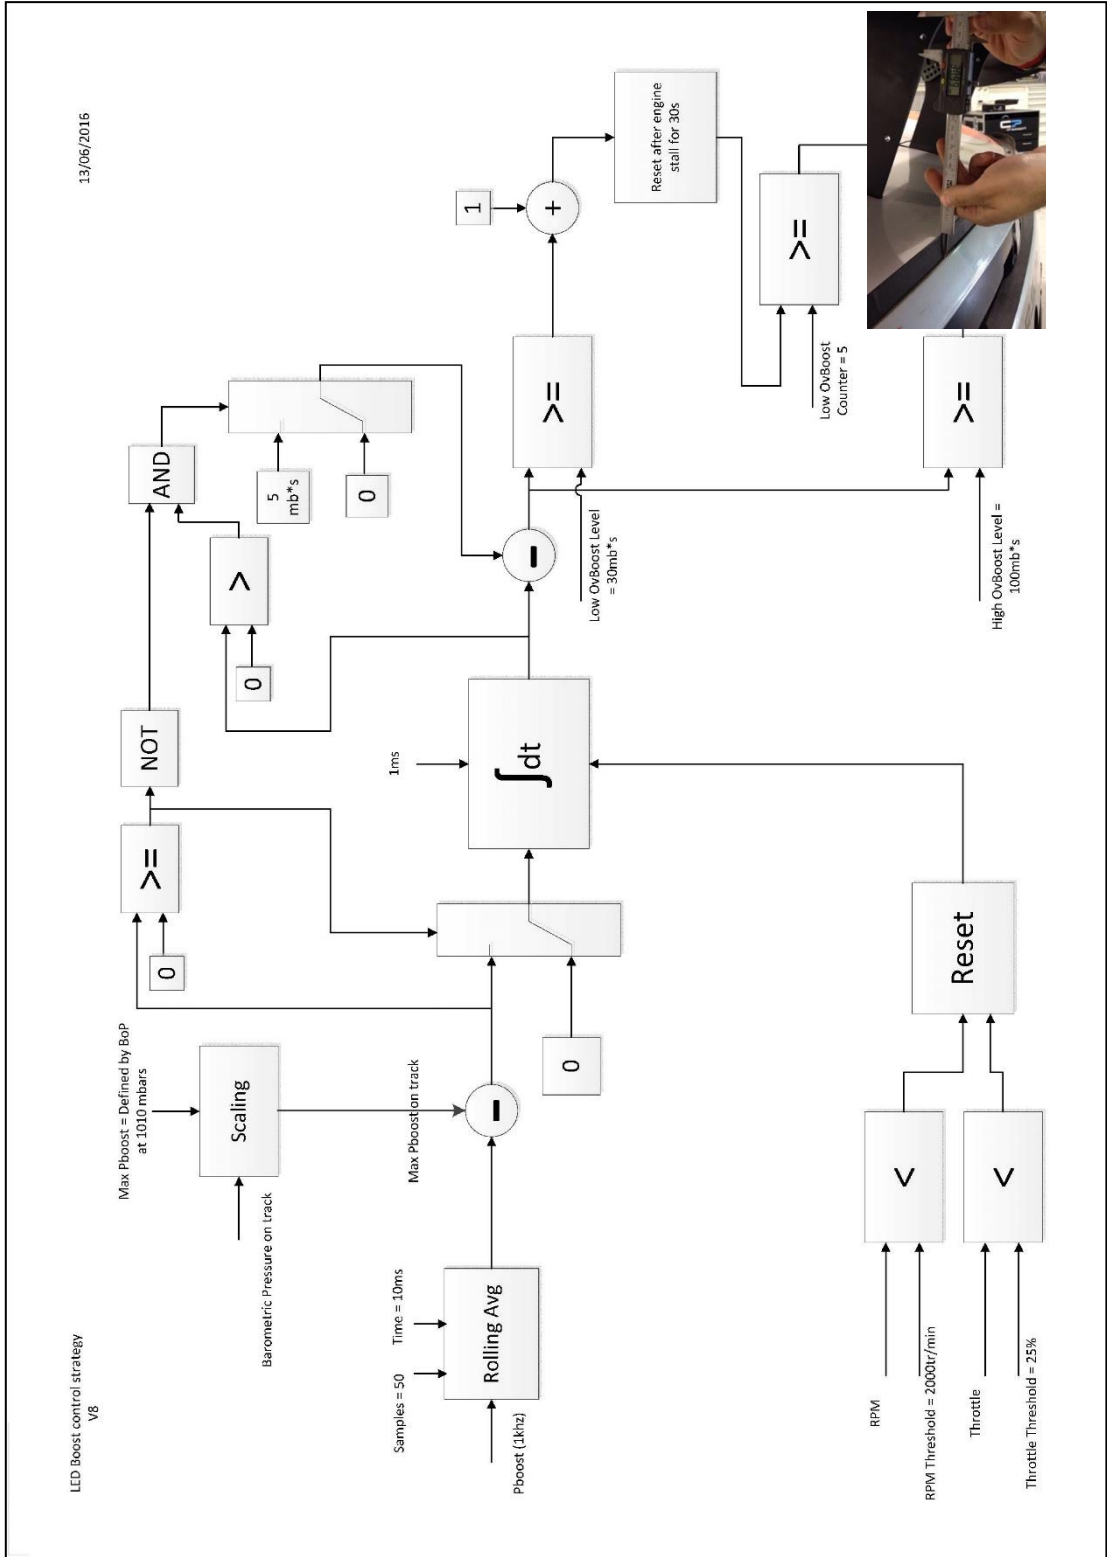 LED Boost control strategy
V8
13/06/2016
Max Pboost = Defined by BoP
at 1010 mbars
0
>=
NOT
AND
Scaling
0
>
Barometric Pressure on track
5
mb*s
0
Samples = 50
Time = 10ms
Max Pbooston track
1ms
1
Rolling Avg
-
∫dt
-
>=
+
Pboost (1khz)
0
Low OvBoost Level
= 30mb*s
Reset after engine
stall for 30s
>=
Low OvBoost
Counter = 5
RPM
<
RPM Threshold = 2000tr/min
Reset
>=
Throttle
<
Throttle Threshold = 25%
High OvBoost Level =
100mb*s